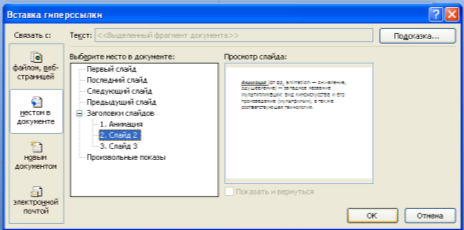 Вставка гиперссылки
Связать с:
Текст: <<Выделенный фрагмент документа>>
Подсказка...
файлом, веб-
страницей
местом в
документе
новым
документом
электронной
почтой
Выберите место в документе:
Первый слайд
Последний слайд
Следующий слайд
Предыдущий слайд
Заголовки слайдов
1. Анимация
2. Слайд 2
3. Слайд 3
Произвольные показы
Просмотр слайда:
Анимация (от фр. animation — оживление,
одушевление) — западное название
мультипликации: вид киноискусства и его
произведение (мультфильм), а также
соответствующая технология.
Показать и вернуться
OK
Отмена